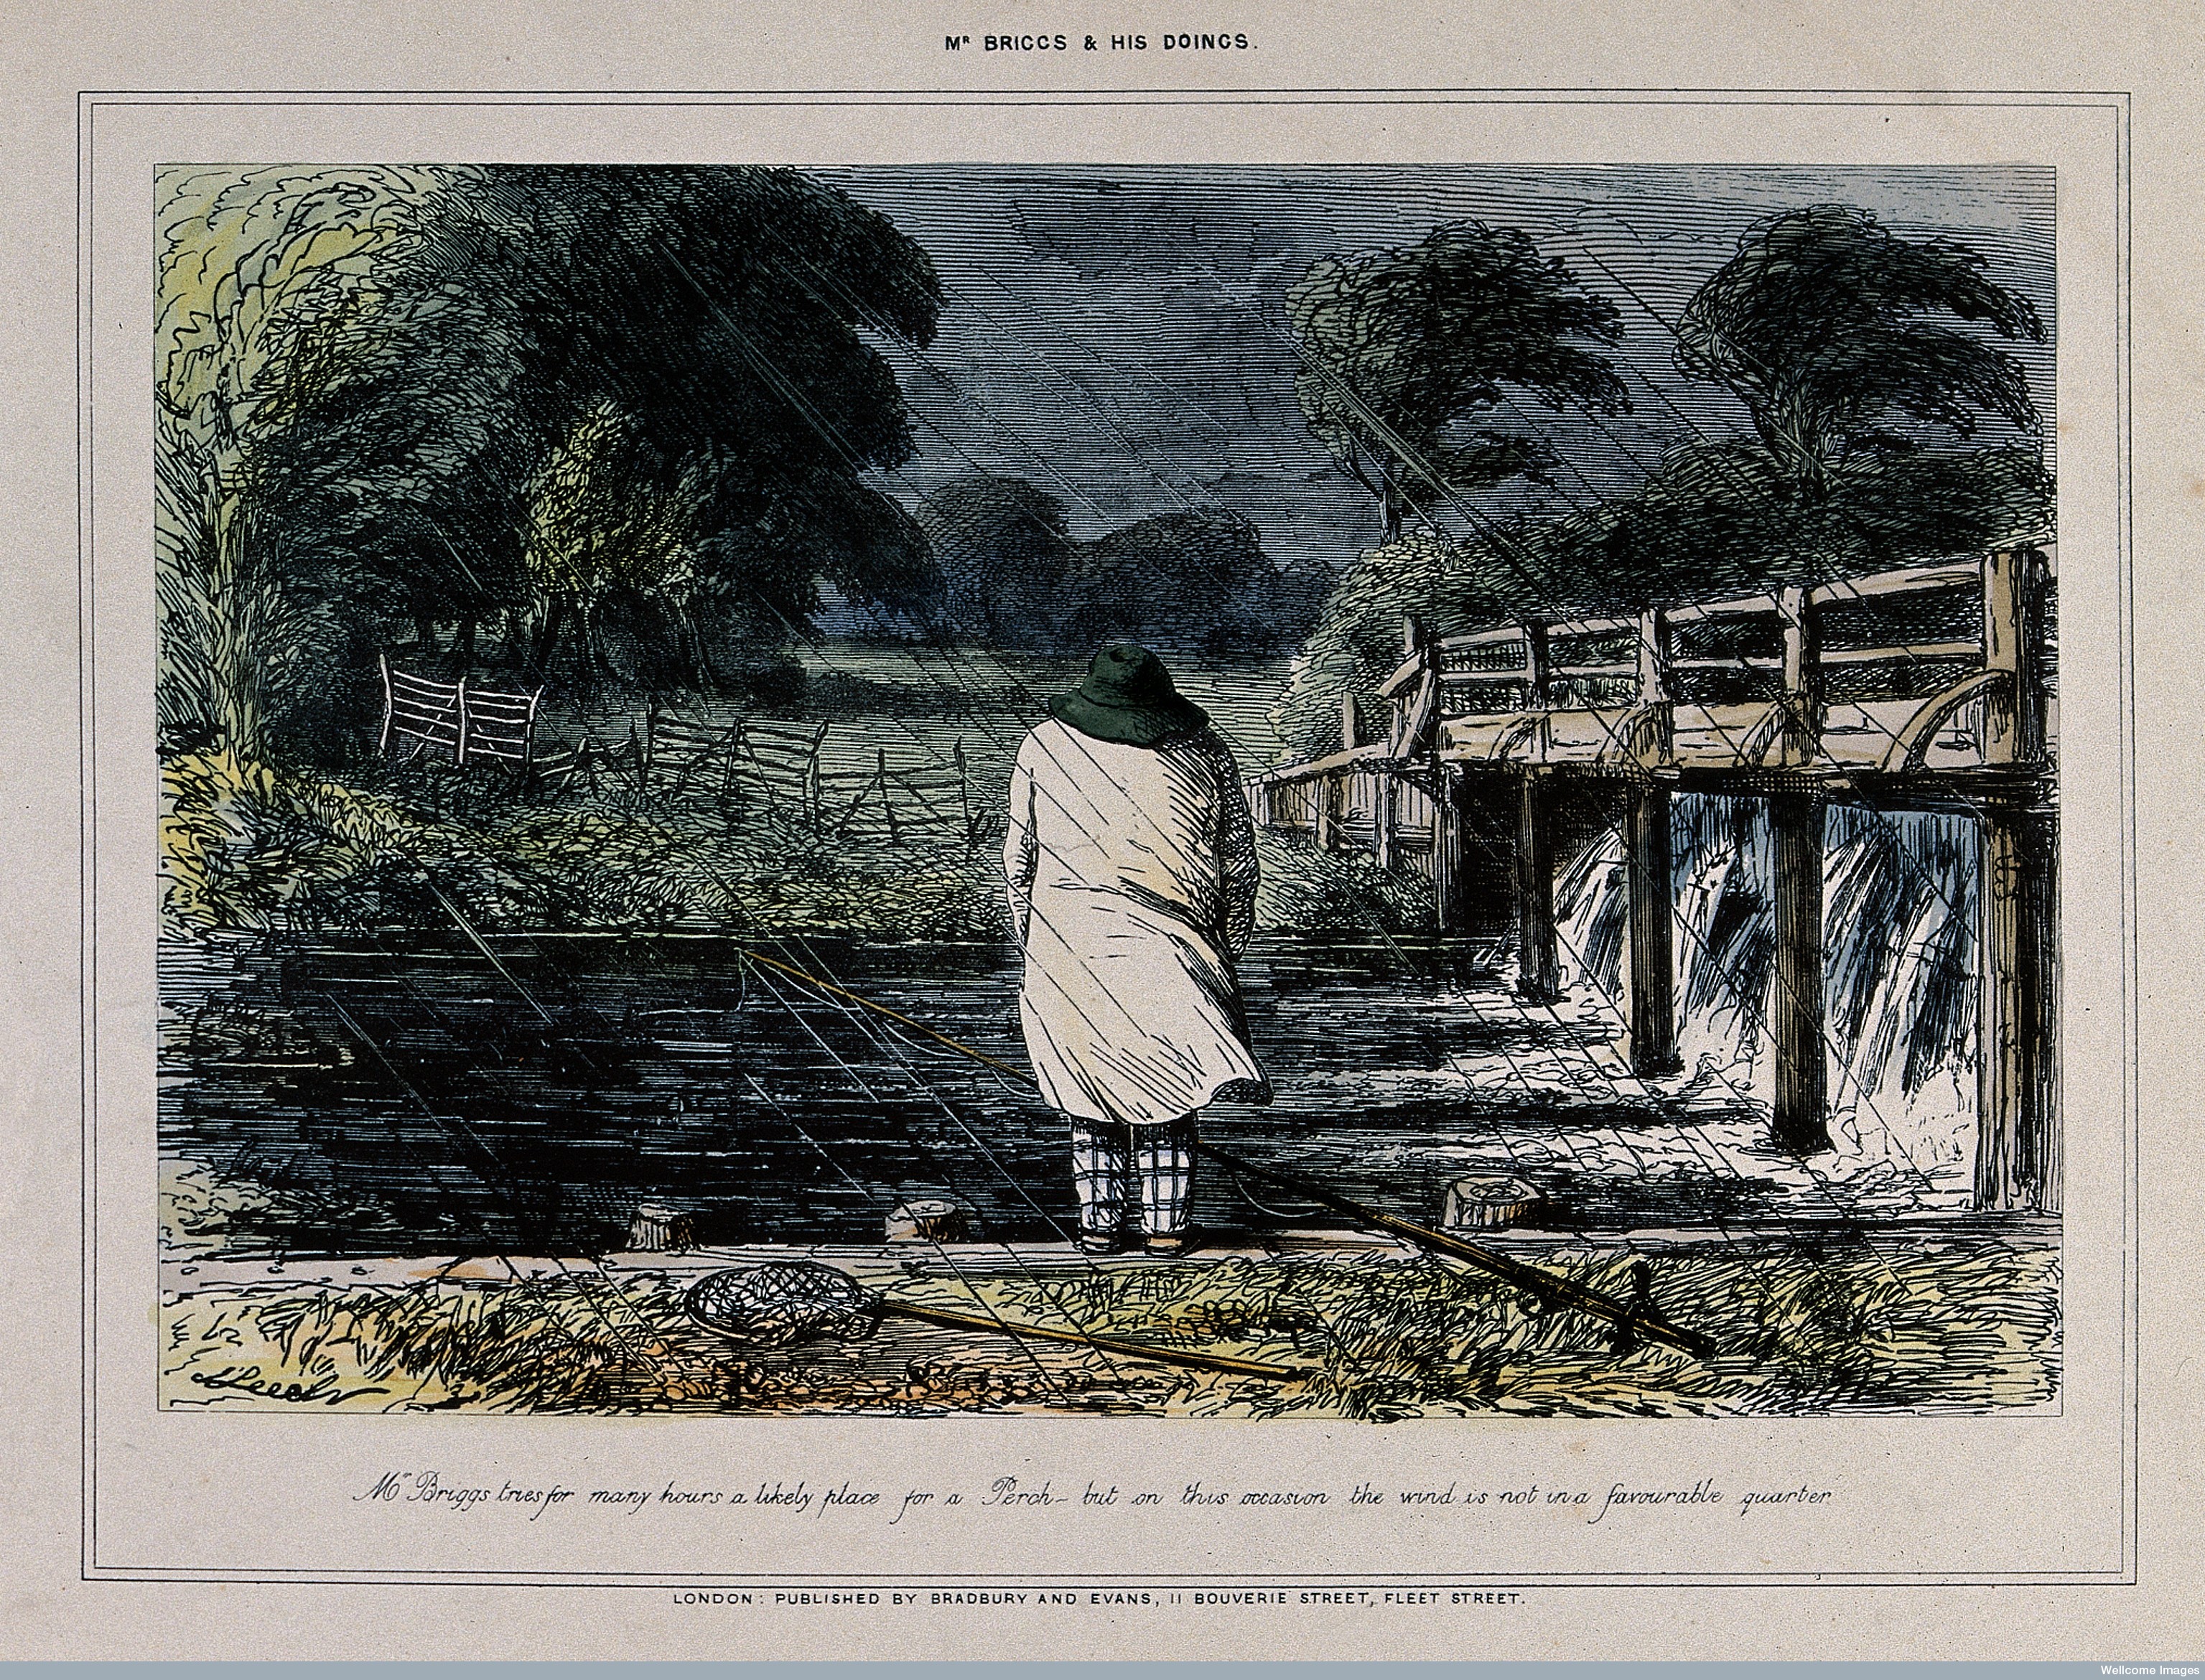 Mr BRIGGS & HIS DOINGS.
J Leech
Mr Briggs tries for many hours a likely place for a Perch - but on this occasion the wind is not in a favourable quarter
LONDON: PUBLISHED BY BRADBURY AND EVANS, 11 BOUVERIE STREET, FLEET STREET.
Wellcome Images